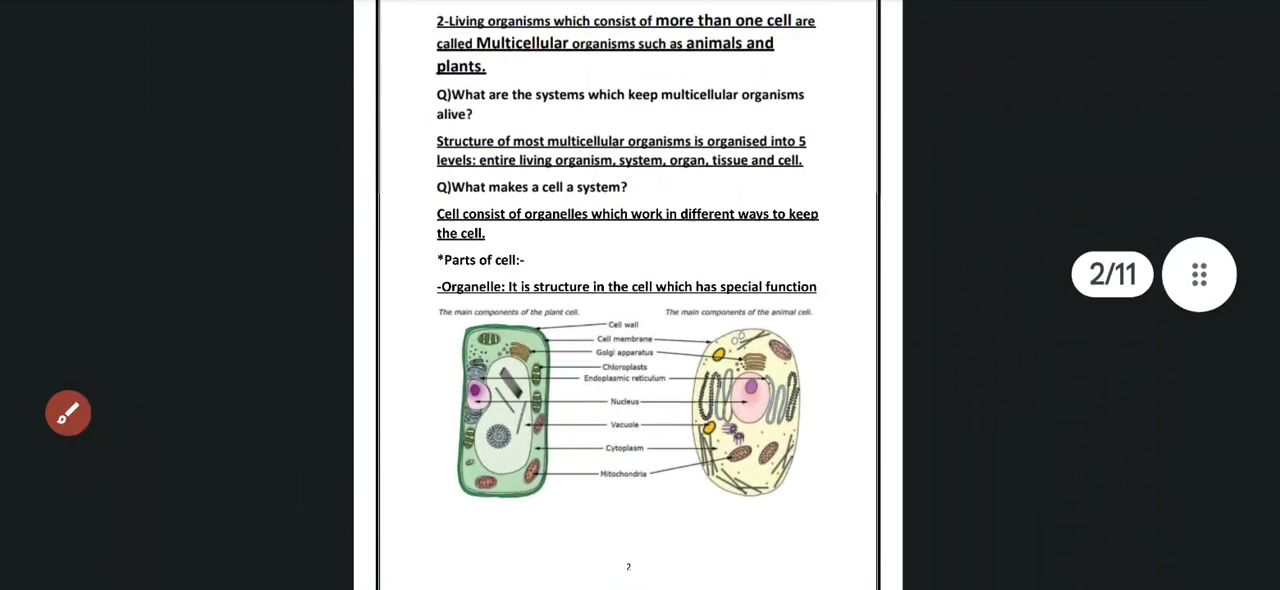 2-Living organisms which consist of more than one cell are
called Multicellular organisms such as animals and
plants.
Q)What are the systems which keep multicellular organisms
alive?
Structure of most multicellular organisms is organised into 5
levels: entire living organism, system, organ, tissue and cell.
Q)What makes a cell a system?
Cell consist of organelles which work in different ways to keep
the cell.
*Parts of cell:-
-Organelle: It is structure in the cell which has special function
The main components of the plant cell.
The main components of the animal cell.
Cell wall
Cell membrane
Golgi apparatus
Chloroplasts
Endoplasmic reticulum
Nucleus
Vacuole
Cytoplasm
Mitochondria
2
2/11